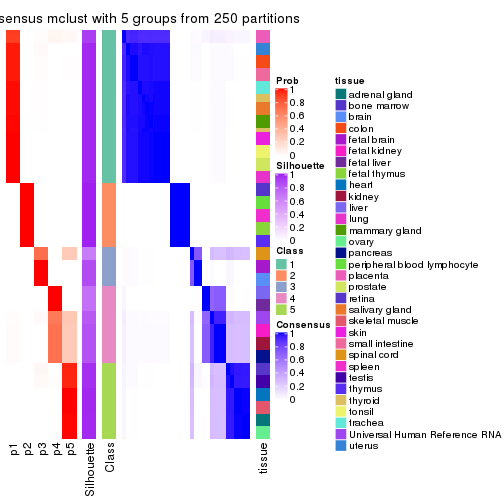 sensus mclust with 5 groups from 250 partitions
Prob
1
0.8
0.6
0.4
0.2
0
Silhouette
1
0.8
0.6
0.4
0.2
0
Class
1
2
3
4
5
Consensus
1
0.8
0.6
0.4
0.2
0
tissue
adrenal gland
bone marrow
brain
colon
fetal brain
fetal kidney
fetal liver
fetal thymus
heart
kidney
liver
lung
mammary gland
ovary
pancreas
peripheral blood lymphocyte
placenta
prostate
retina
salivary gland
skeletal muscle
skin
small intestine
spinal cord
spleen
testis
thymus
thyroid
tonsil
trachea
Universal Human Reference RNA
uterus
p1
p2
p3
p4
p5
Silhouette
Class
tissue